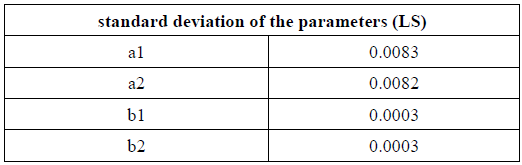 standard deviation of the parameters (LS)
a1 0.0083
a2 0.0082
b1 0.0003
b2 0.0003